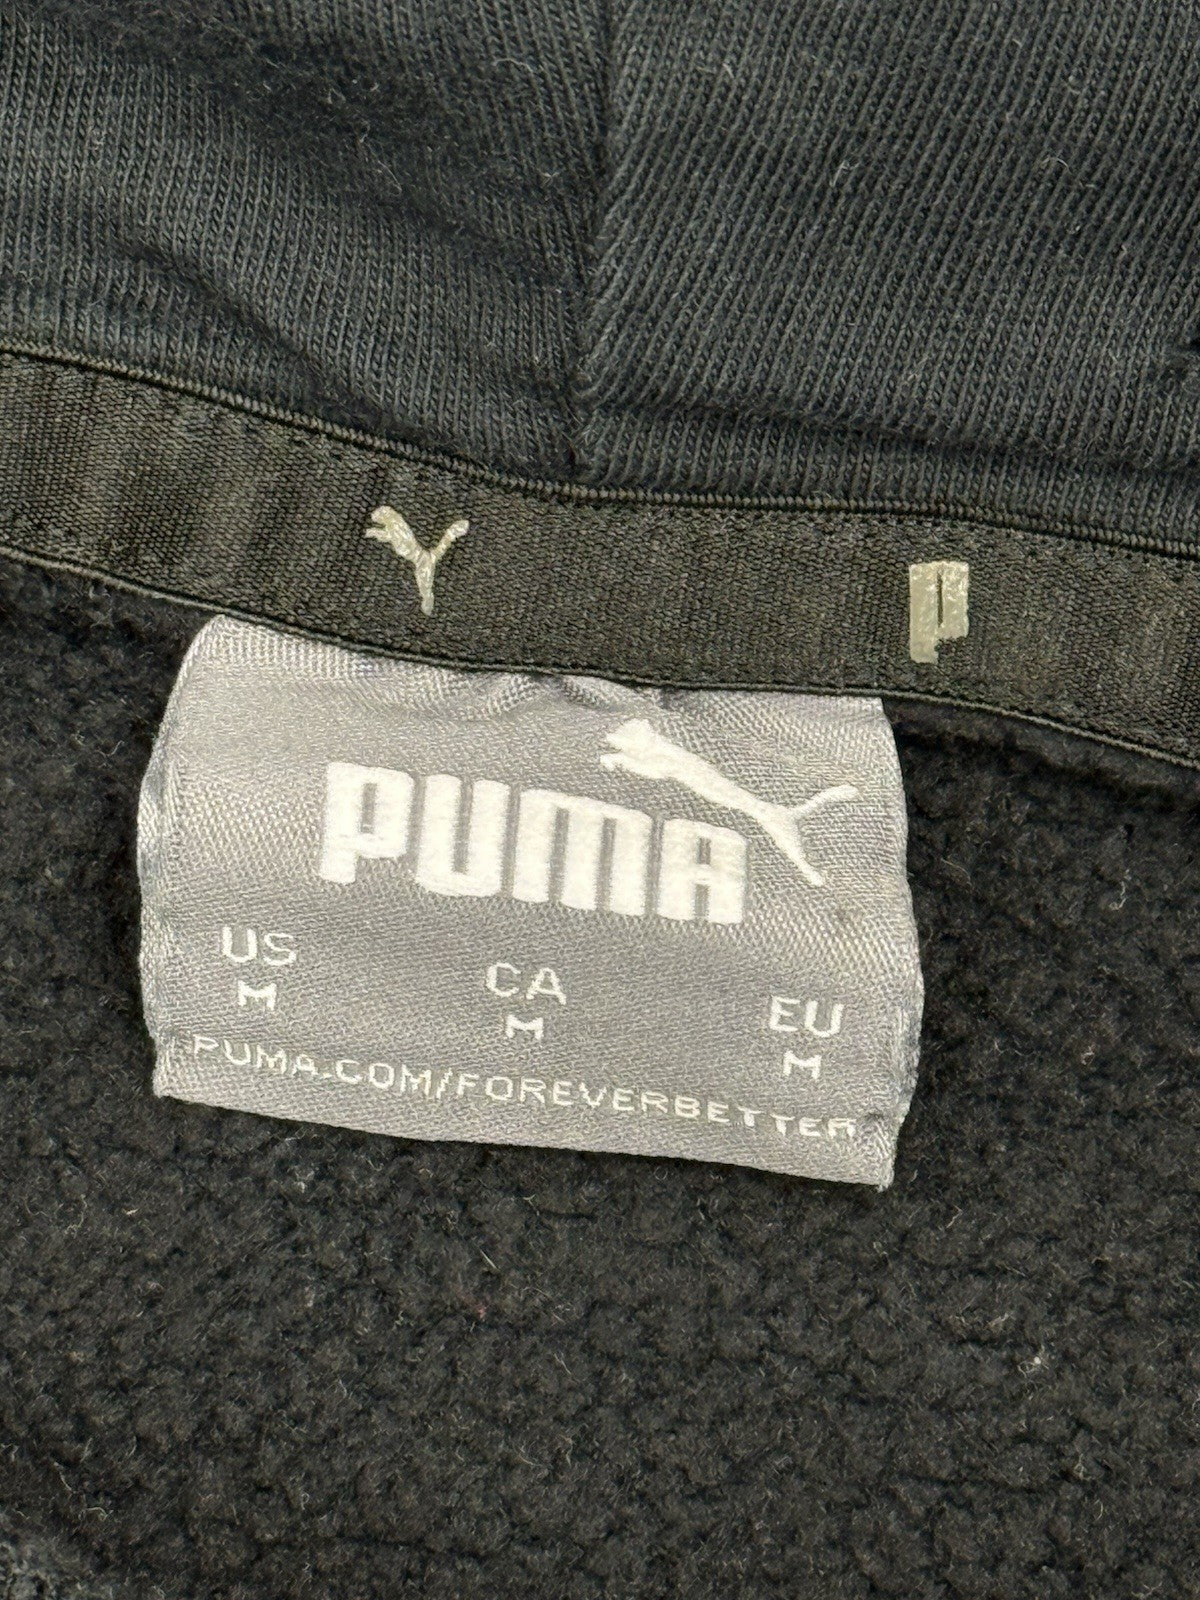 P
PUMA
US CA EU
M M M
PUMA.COM/FOREVERBETTER